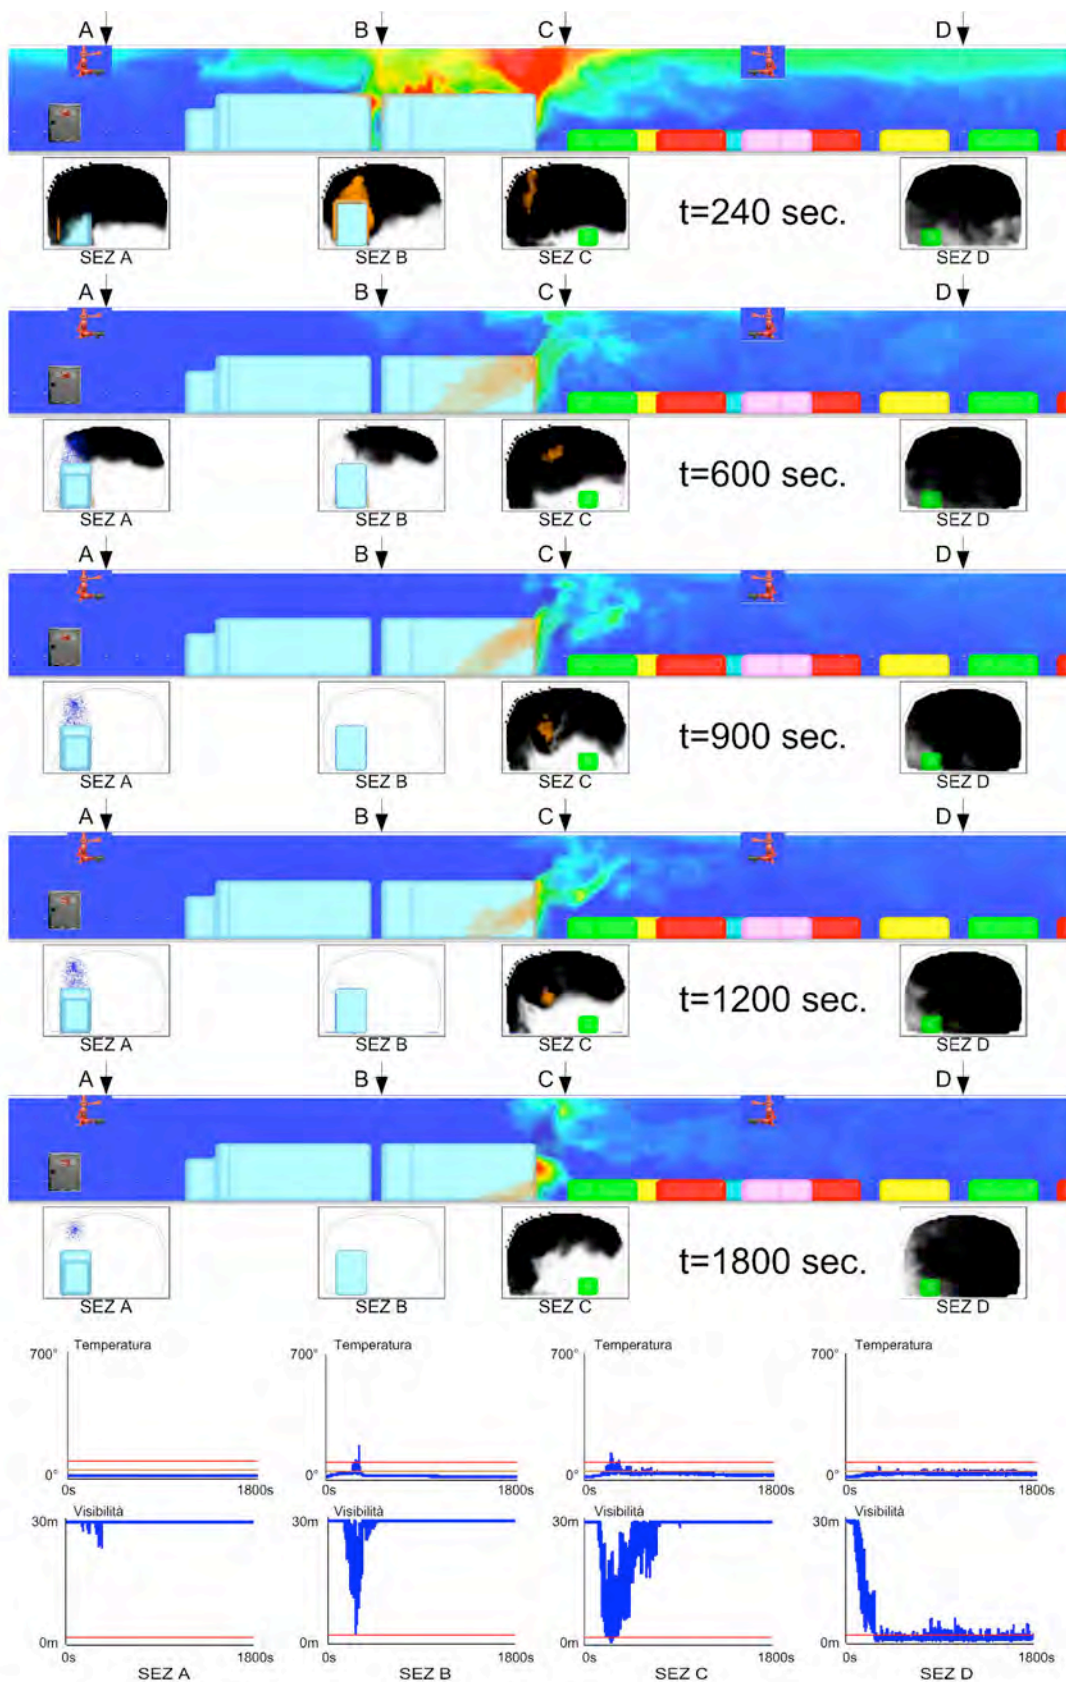 A B C D
SEZ A SEZ B SEZ C t=240 sec. SEZ D
A B C D
SEZ A SEZ B SEZ C t=600 sec. SEZ D
A B C D
SEZ A SEZ B SEZ C t=900 sec. SEZ D
A B C D
SEZ A SEZ B SEZ C t=1200 sec. SEZ D
A B C D
SEZ A SEZ B SEZ C t=1800 sec. SEZ D
Temperatura Temperatura Temperatura Temperatura
700° 700° 700° 700°
0° 0° 0° 0°
0s 1800s 0s 1800s 0s 1800s 0s 1800s
Visibilità Visibilità Visibilità Visibilità
30m 30m 30m 30m
0m 0m 0m 0m
0s 1800s 0s 1800s 0s 1800s 0s 1800s
SEZ A SEZ B SEZ C SEZ D